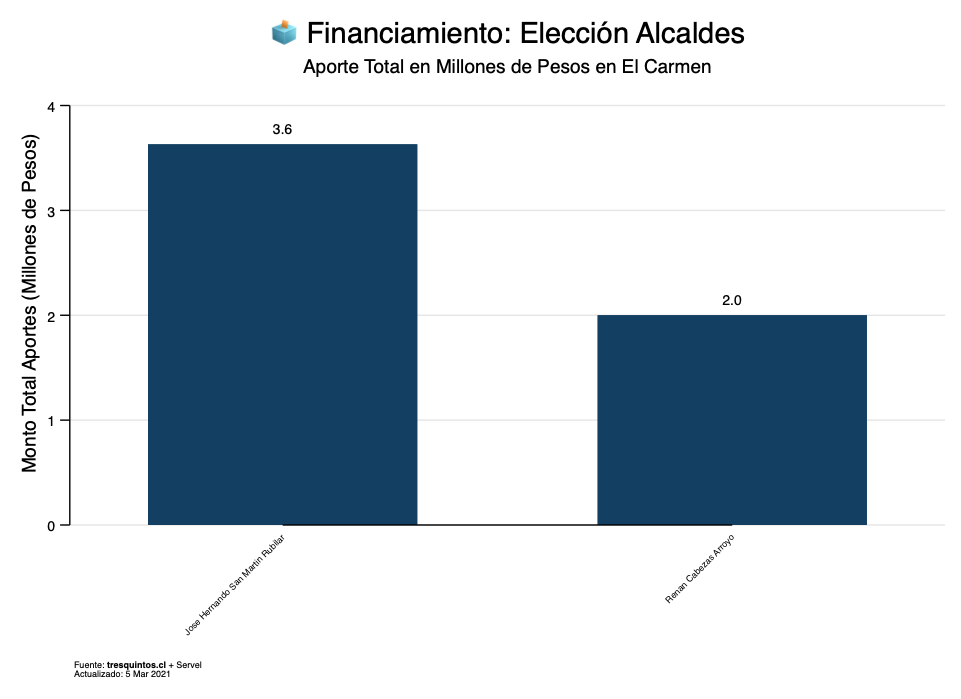 Financiamiento: Elección Alcaldes
Aporte Total en Millones de Pesos en El Carmen
Monto Total Aportes (Millones de Pesos)
4
3
2
1
0
3.6
2.0
Jose Hernando San Martin Rubilar
Renan Cabezas Arroyo
Fuente: tresquintos.cl + Servel
Actualizado: 5 Mar 2021